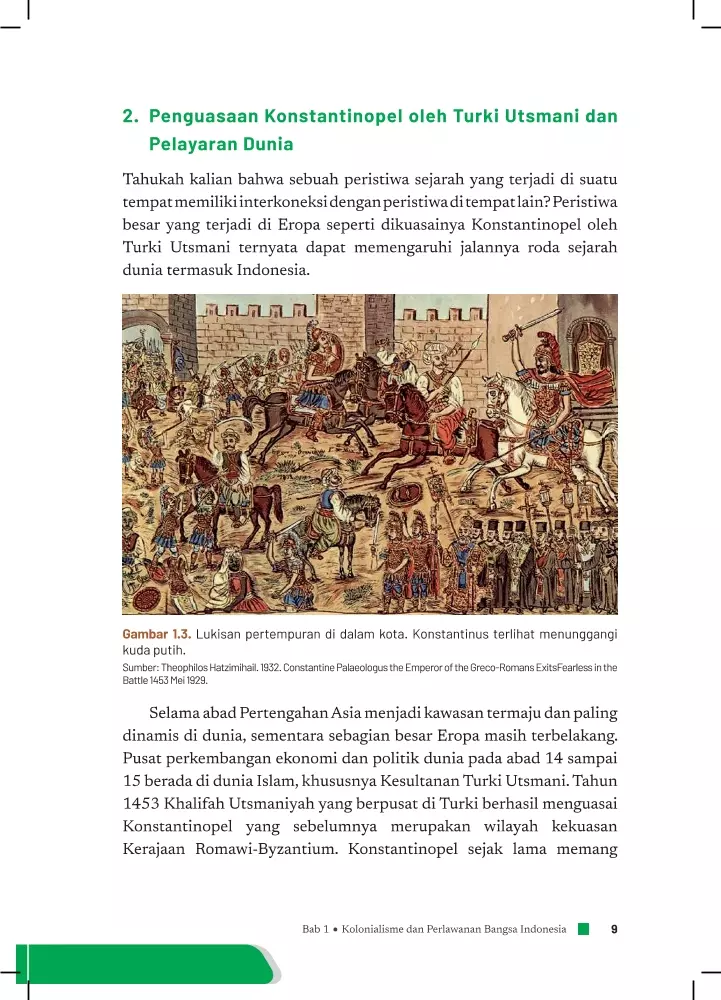 2. Penguasaan Konstantinopel oleh Turki Utsmani dan
Pelayaran Dunia
Tahukah kalian bahwa sebuah peristiwa sejarah yang terjadi di suatu
tempat memiliki interkoneksi dengan peristiwa di tempat lain? Peristiwa
besar yang terjadi di Eropa seperti dikuasainya Konstantinopel oleh
Turki Utsmani ternyata dapat memengaruhi jalannya roda sejarah
dunia termasuk Indonesia.
Gambar 1.3. Lukisan pertempuran di dalam kota. Konstantinus terlihat menunggangi
kuda putih.
Sumber: Theophilos Hatzimihail. 1932. Constantine Palaeologus the Emperor of the Greco-Romans ExitsFearless in the
Battle 1453 Mei 1929.
Selama abad Pertengahan Asia menjadi kawasan termaju dan paling
dinamis di dunia, sementara sebagian besar Eropa masih terbelakang.
Pusat perkembangan ekonomi dan politik dunia pada abad 14 sampai
15 berada di dunia Islam, khususnya Kesultanan Turki Utsmani. Tahun
1453 Khalifah Utsmaniyah yang berpusat di Turki berhasil menguasai
Konstantinopel yang sebelumnya merupakan wilayah kekuasan
Kerajaan Romawi-Byzantium. Konstantinopel sejak lama memang
Bab 1 • Kolonialisme dan Perlawanan Bangsa Indonesia 9